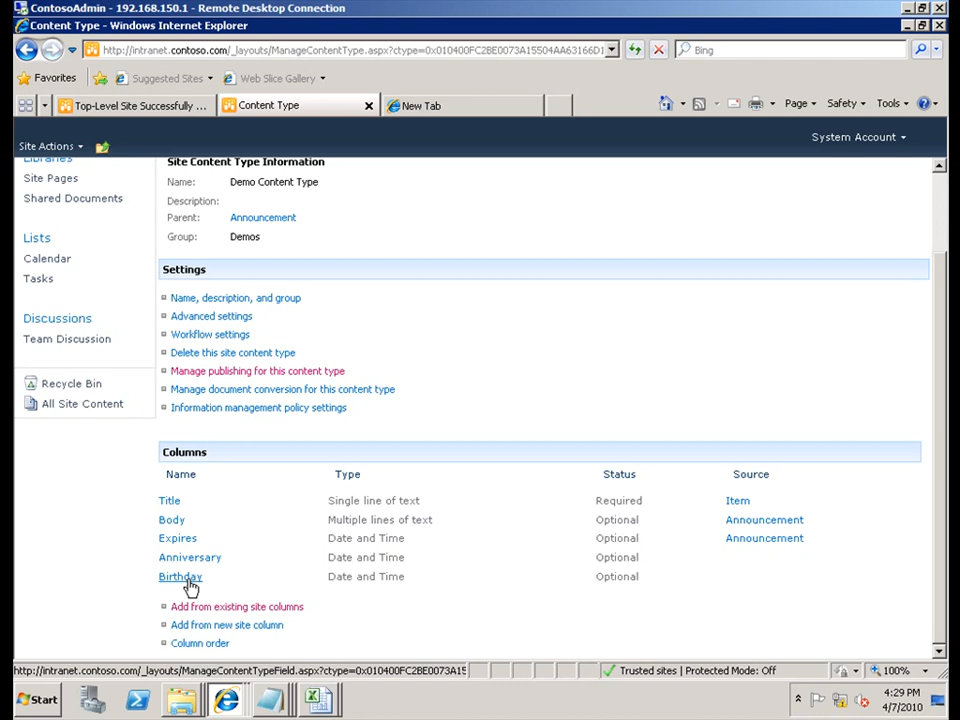 ContosoAdmin - 192.168.150.1 - Remote Desktop Connection
Content Type - Windows Internet Explorer
http://intranet.contoso.com/_layouts/ManageContentType.aspx?ctype=0x010400FC2BE0073A15504AA63166D1
Bing
Favorites
Suggested Sites
Web Slice Gallery
Top-Level Site Successfully ...
Content Type
New Tab
Page
Safety
Tools
Site Actions
System Account
Libraries
Site Pages
Shared Documents
Lists
Calendar
Tasks
Discussions
Team Discussion
Recycle Bin
All Site Content
Site Content Type Information
Name: Demo Content Type
Description:
Parent: Announcement
Group: Demos
Settings
Name, description, and group
Advanced settings
Workflow settings
Delete this site content type
Manage publishing for this content type
Manage document conversion for this content type
Information management policy settings
Columns
Name Type Status Source
Title Single line of text Required Item
Body Multiple lines of text Optional Announcement
Expires Date and Time Optional Announcement
Anniversary Date and Time Optional
Birthday Date and Time Optional
Add from existing site columns
Add from new site column
Column order
http://intranet.contoso.com/_layouts/ManageContentTypeField.aspx?ctype=0x010400FC2BE0073A15
Trusted sites | Protected Mode: Off
100%
Start
4:29 PM
4/7/2010